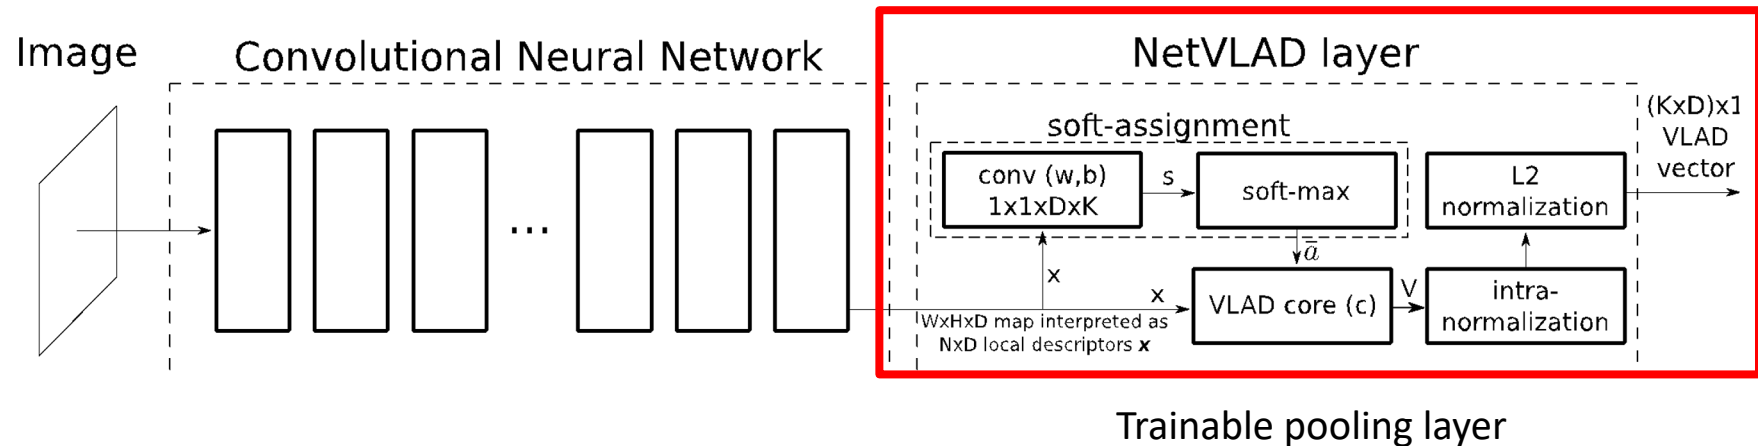 Image
Convolutional Neural Network
NetVLAD layer
...
soft-assignment
conv (w,b)
1x1xDxK
s
soft-max
L2
normalization
(KxD)x1
VLAD
vector
x
ā
x
WxHxD map interpreted as
NxD local descriptors x
VLAD core (c)
V
intra-
normalization
Trainable pooling layer